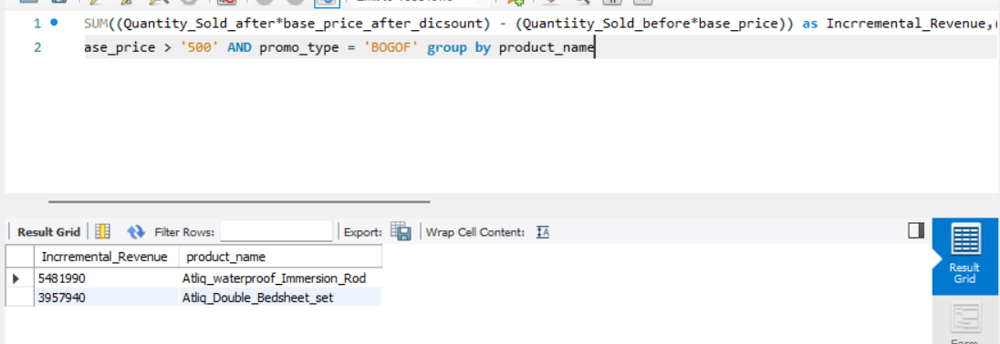 1 SUM((Quantity_Sold_after*base_price_after_dicsount) - (Quantiity_Sold_before*base_price)) as Incrremental_Revenue,
2 ase_price > '500' AND promo_type = 'BOGOF' group by product_name
Result Grid Filter Rows: Export: Wrap Cell Content:
Incrremental_Revenue product_name
5481990 Atliq_waterproof_Immersion_Rod
3957940 Atliq_Double_Bedsheet_set
Result
Grid